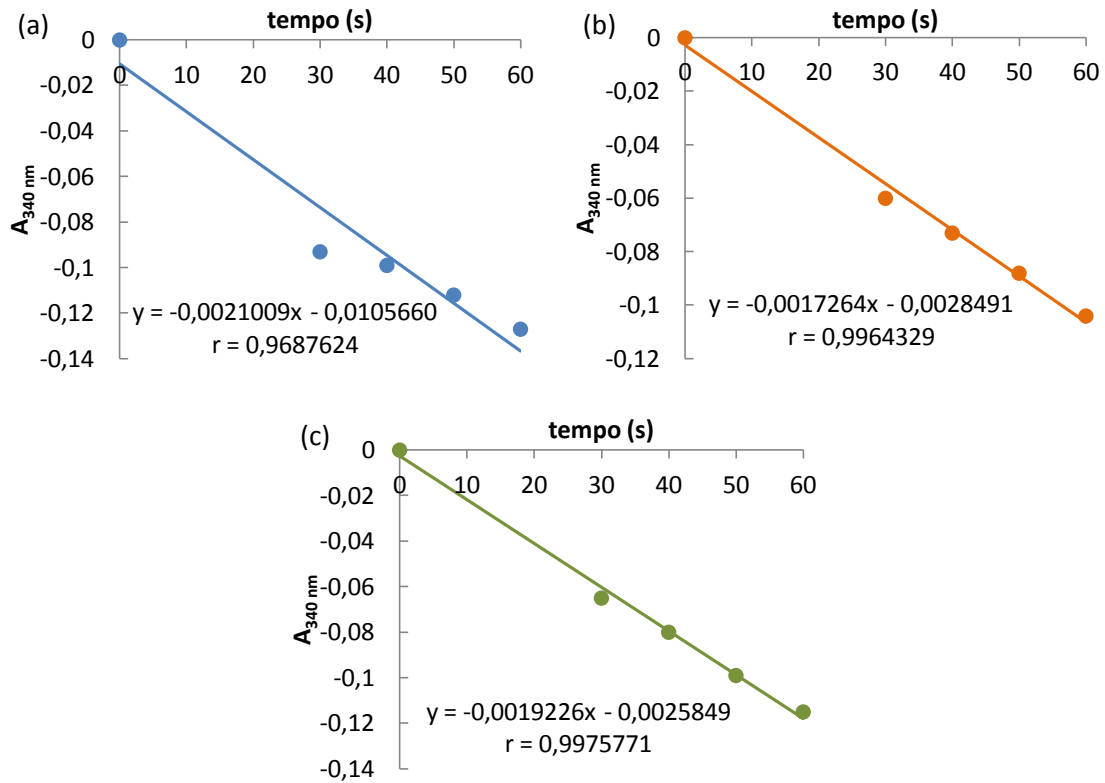 (a)
tempo (s)
0
0 10 20 30 40 50 60
-0,02
-0,04
-0,06
-0,08
-0,1
-0,12
-0,14
A340 nm
y = -0,0021009x - 0,0105660
r = 0,9687624
(b)
tempo (s)
0
0 10 20 30 40 50 60
-0,02
-0,04
-0,06
-0,08
-0,1
-0,12
A340 nm
y = -0,0017264x - 0,0028491
r = 0,9964329
(c)
tempo (s)
0
0 10 20 30 40 50 60
-0,02
-0,04
-0,06
-0,08
-0,1
-0,12
-0,14
A340 nm
y = -0,0019226x - 0,0025849
r = 0,9975771